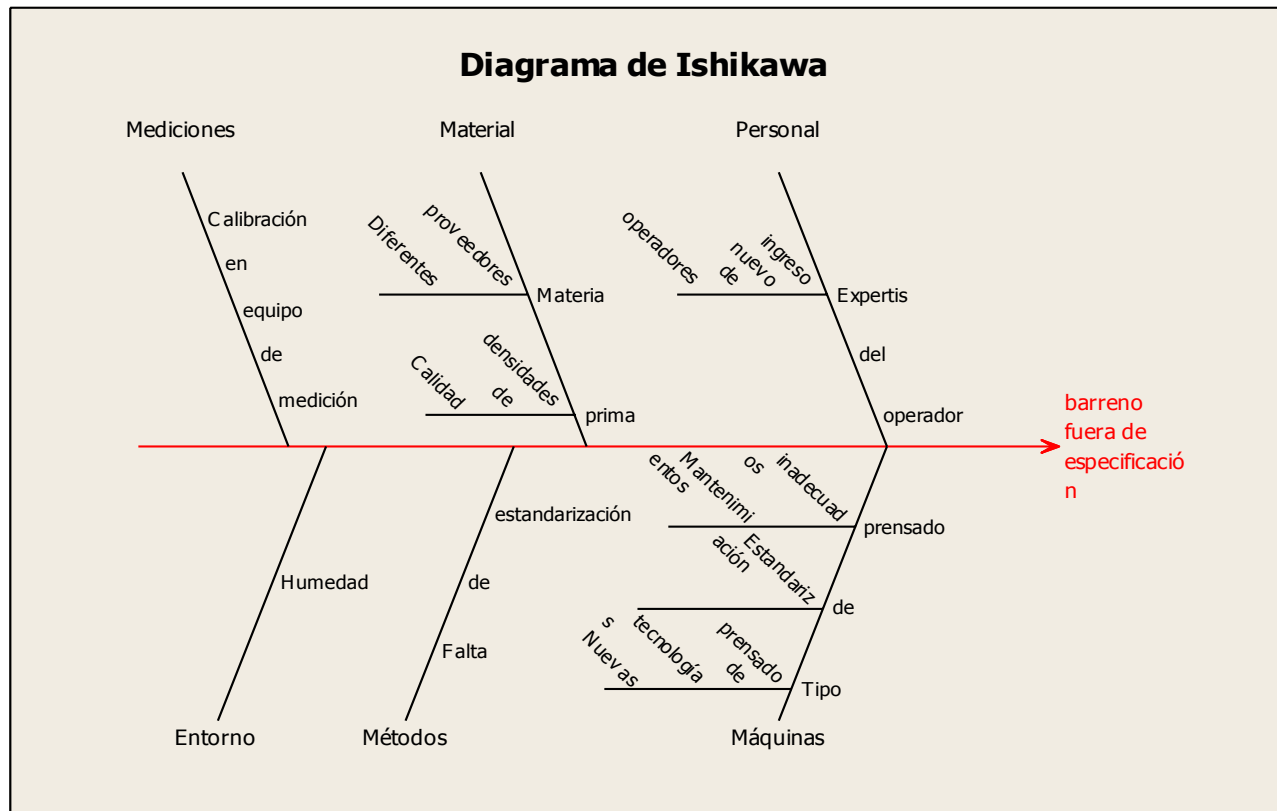 Diagrama de Ishikawa
Mediciones
Material
Personal
Calibración
en
equipo
de
medición
Diferentes
proveedores
Materia
Calidad
de
densidades
prima
operadores
de
nuevo
ingreso
Expertis
del
operador
barreno
fuera de
especificació
n
Humedad
estandarización
de
Falta
Mantenimi
entos
inadecuad
os
prensado
Estandariz
ación
de
Nuevas
tecnología
s
de
prensado
Tipo
Entorno
Métodos
Máquinas